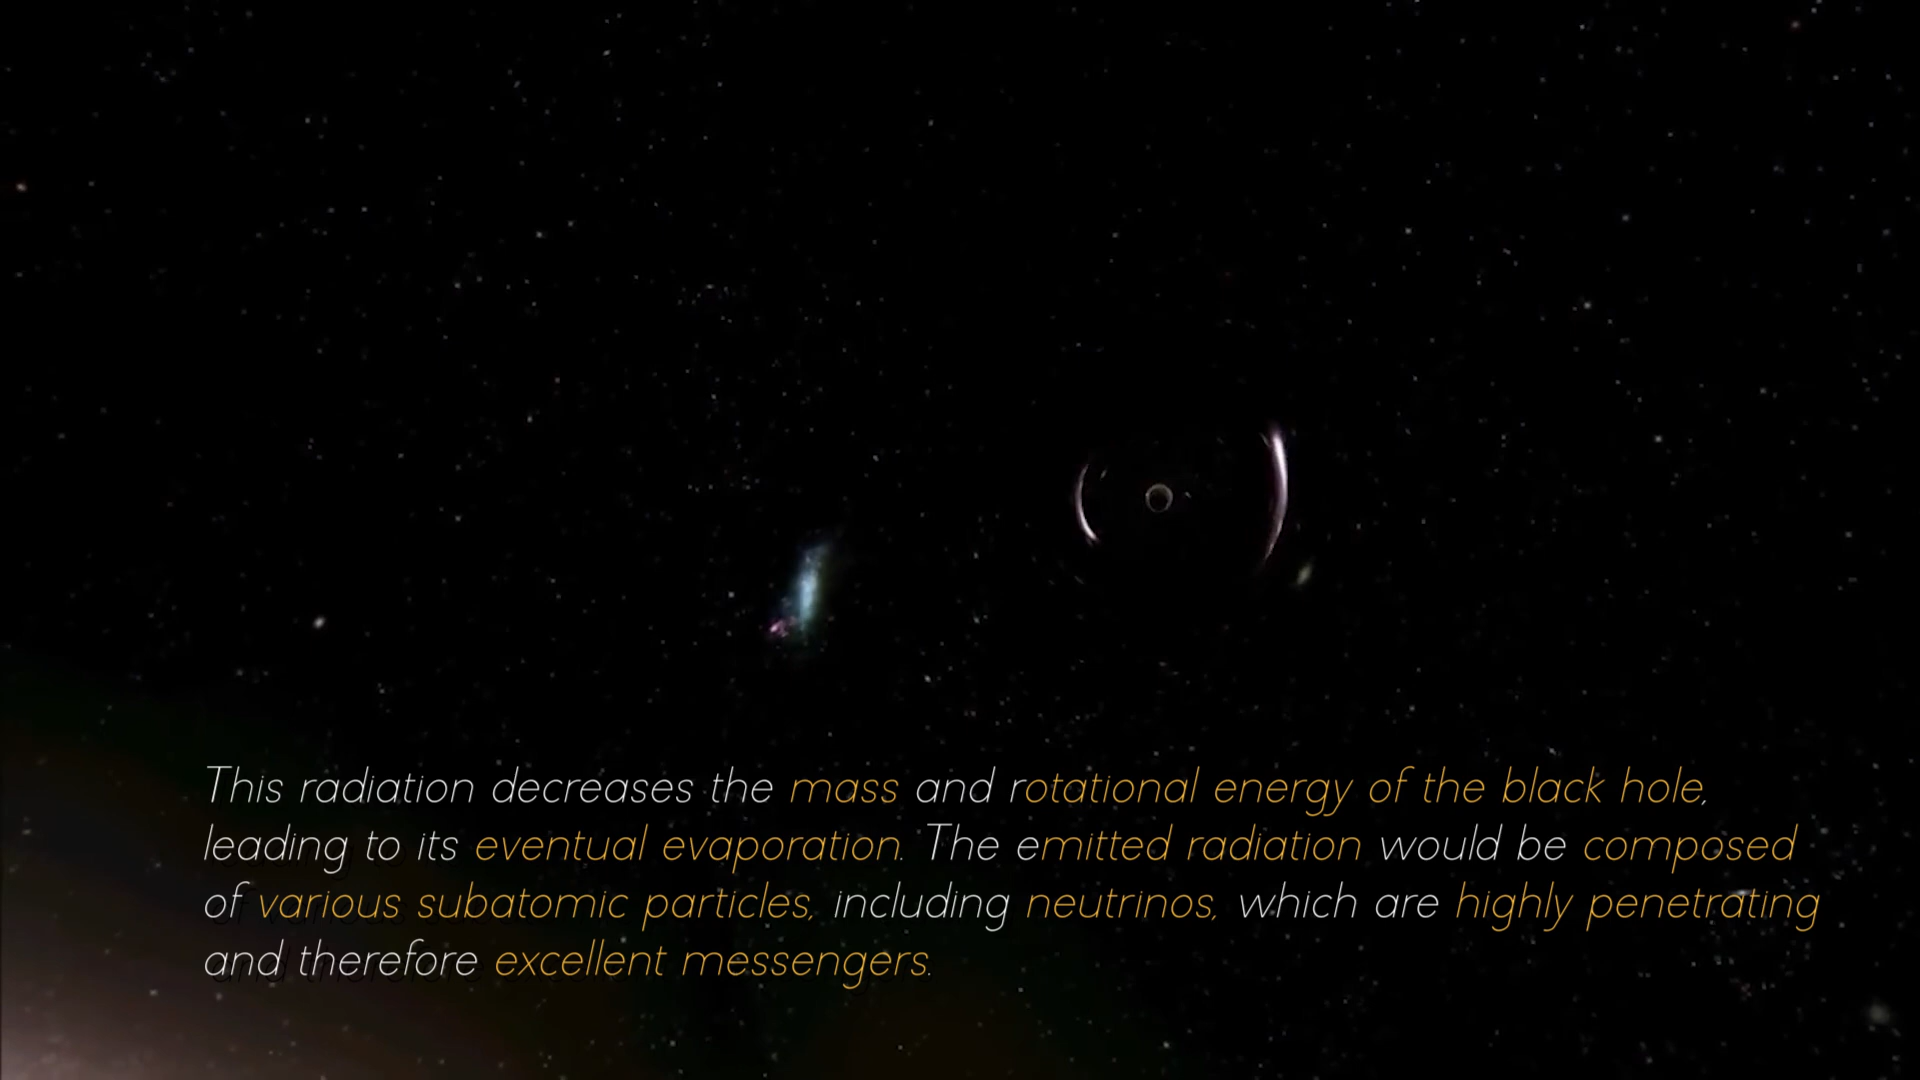 This radiation decreases the mass and rotational energy of the black hole,
leading to its eventual evaporation. The emitted radiation would be composed
of various subatomic particles, including neutrinos, which are highly penetrating
and therefore excellent messengers.